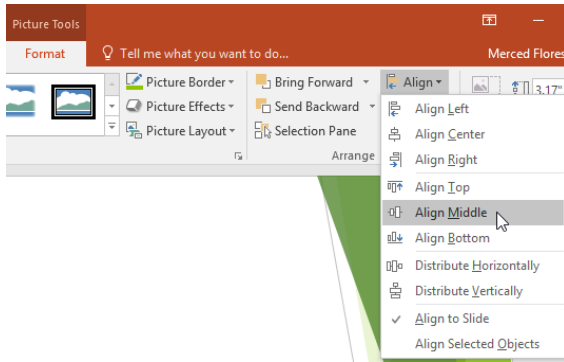 Picture Tools
Format
Tell me what you want to do...
Merced Flores
Picture Border
Bring Forward
Align
3.17"
Picture Effects
Send Backward
Picture Layout
Selection Pane
Arrange
Align Left
Align Center
Align Right
Align Top
Align Middle
Align Bottom
Distribute Horizontally
Distribute Vertically
Align to Slide
Align Selected Objects